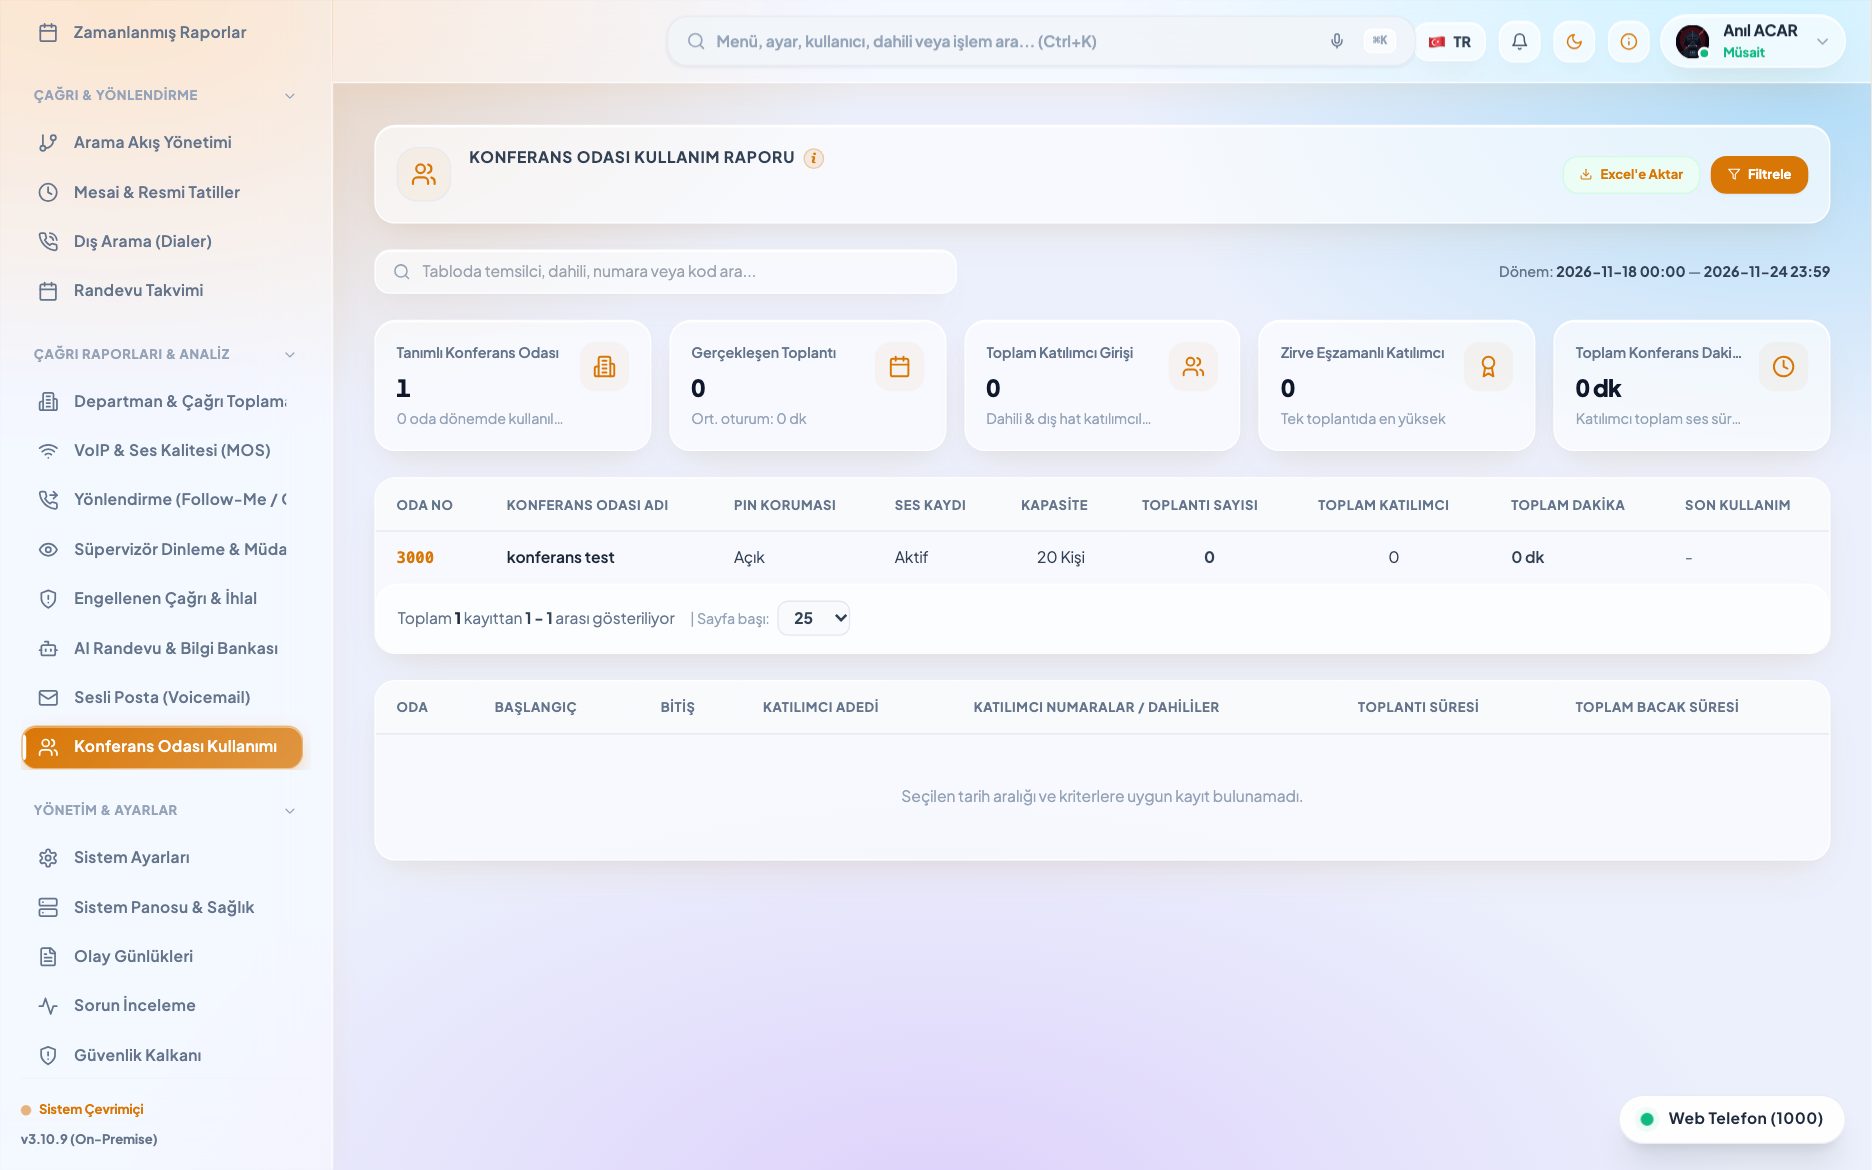 Zamanlanmış Raporlar
ÇAĞRI & YÖNLENDİRME
Arama Akış Yönetimi
Mesai & Resmi Tatiller
Dış Arama (Dialer)
Randevu Takvimi
ÇAĞRI RAPORLARI & ANALİZ
Departman & Çağrı Toplama
VoIP & Ses Kalitesi (MOS)
Yönlendirme (Follow-Me / 
Süpervizör Dinleme & Müda
Engellenen Çağrı & İhlal
AI Randevu & Bilgi Bankası
Sesli Posta (Voicemail)
Konferans Odası Kullanımı
YÖNETİM & AYARLAR
Sistem Ayarları
Sistem Panosu & Sağlık
Olay Günlükleri
Sorun İnceleme
Güvenlik Kalkanı
Sistem Çevrimiçi
v3.10.9 (On-Premise)
Menü, ayar, kullanıcı, dahili veya işlem ara... (Ctrl+K)
⌘K
TR
Anıl ACAR
Müsait
KONFERANS ODASI KULLANIM RAPORU i
Excel'e Aktar
Filtrele
Tabloda temsilci, dahili, numara veya kod ara...
Dönem: 2026-11-18 00:00 — 2026-11-24 23:59
Tanımlı Konferans Odası
1
0 oda dönemde kullanıl...
Gerçekleşen Toplantı
0
Ort. oturum: 0 dk
Toplam Katılımcı Girişi
0
Dahili & dış hat katılımcıl...
Zirve Eşzamanlı Katılımcı
0
Tek toplantıda en yüksek
Toplam Konferans Daki...
0 dk
Katılımcı toplam ses sür...
ODA NO KONFERANS ODASI ADI PIN KORUMASI SES KAYDI KAPASİTE TOPLANTI SAYISI TOPLAM KATILIMCI TOPLAM DAKİKA SON KULLANIM
3000 konferans test Açık Aktif 20 Kişi 0 0 0 dk -
Toplam 1 kayıttan 1 - 1 arası gösteriliyor | Sayfa başı: 25
ODA BAŞLANGIÇ BİTİŞ KATILIMCI ADEDİ KATILIMCI NUMARALAR / DAHİLİLER TOPLANTI SÜRESİ TOPLAM BACAK SÜRESİ
Seçilen tarih aralığı ve kriterlere uygun kayıt bulunamadı.
Web Telefon (1000)